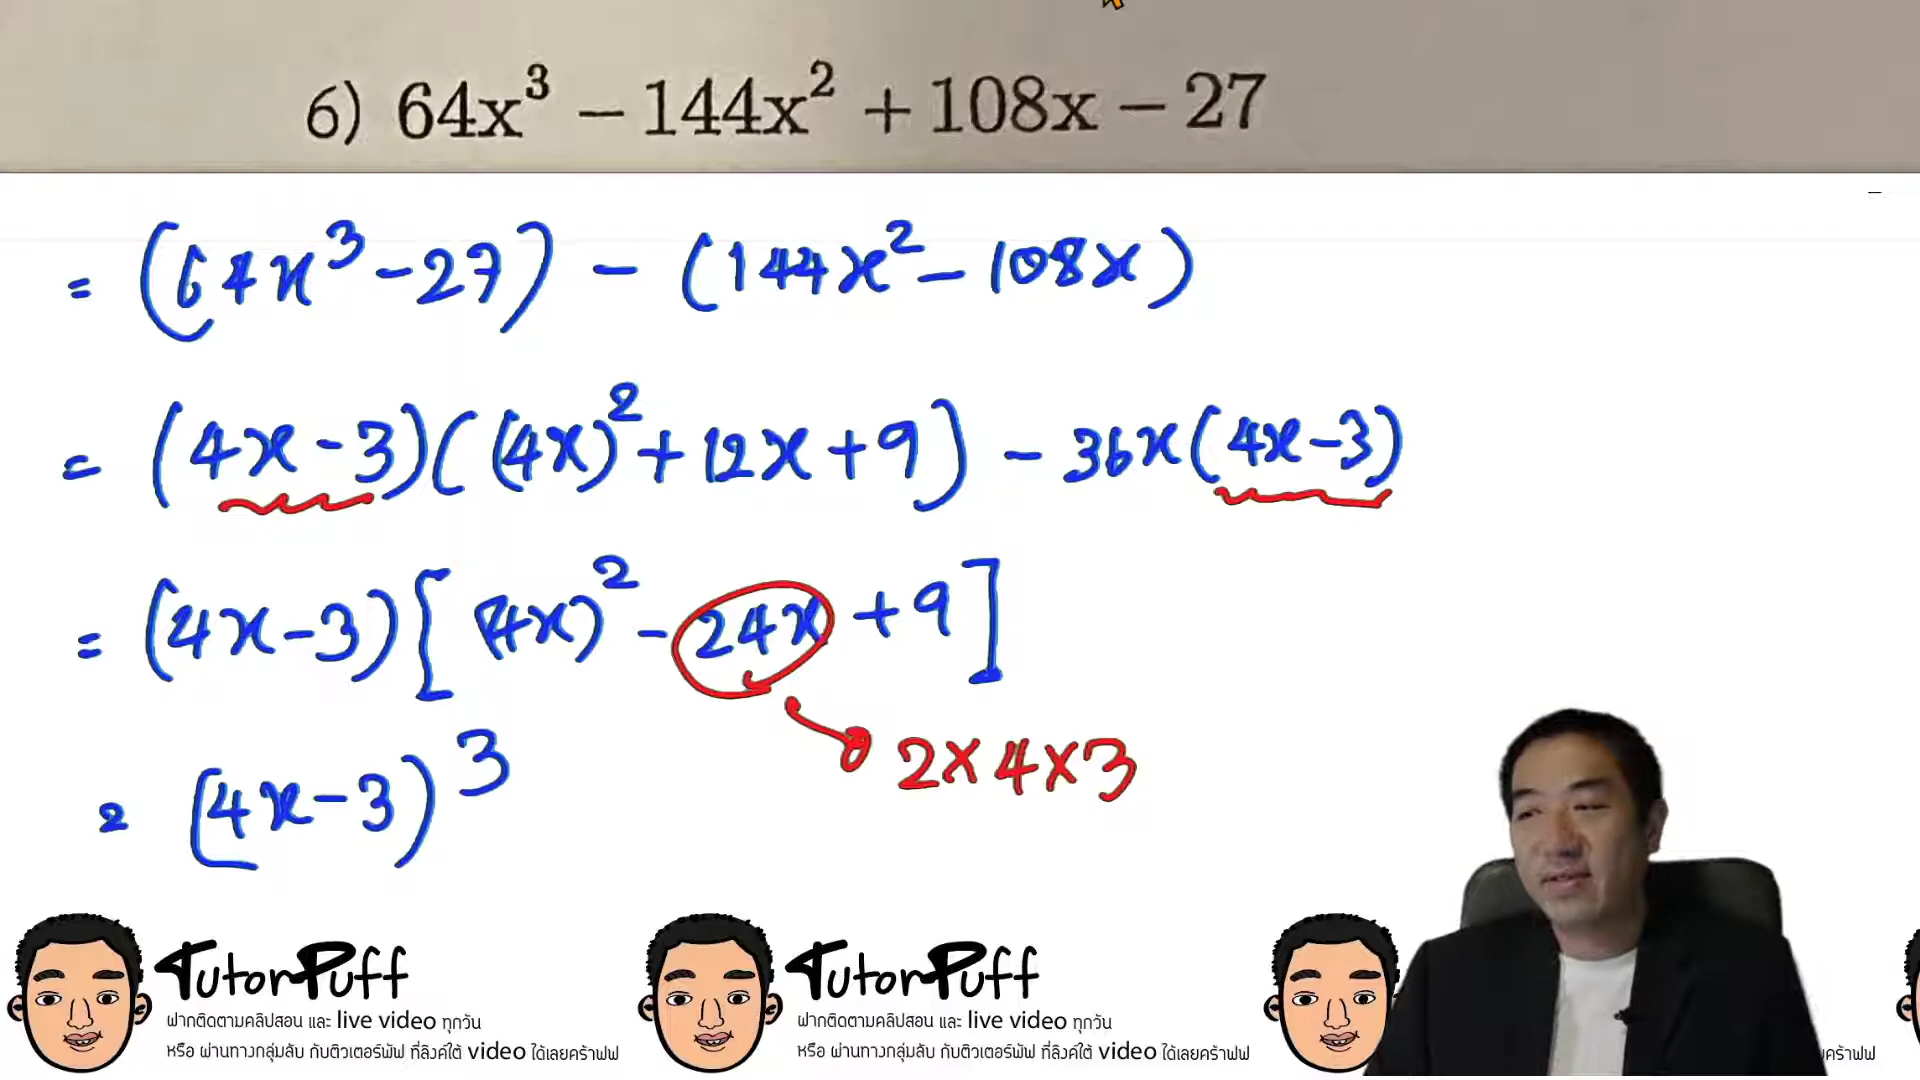 6) 64x³ − 144x² + 108x − 27
= (64x³ - 27) - (144x² - 108x)
= (4x - 3)((4x)² + 12x + 9) - 36x(4x - 3)
= (4x - 3)[(4x)² - 24x + 9]
2×4×3
= (4x - 3)³
TutorPuff
ฝากติดตามคลิปสอน และ live video ทุกวัน
หรือ ผ่านทางกลุ่มลับ กับติวเตอร์พัฟ ที่ลิงค์ใต้ video ได้เลยคร้าฟฟ
TutorPuff
ฝากติดตามคลิปสอน และ live video ทุกวัน
หรือ ผ่านทางกลุ่มลับ กับติวเตอร์พัฟ ที่ลิงค์ใต้ video ได้เลยคร้าฟฟ